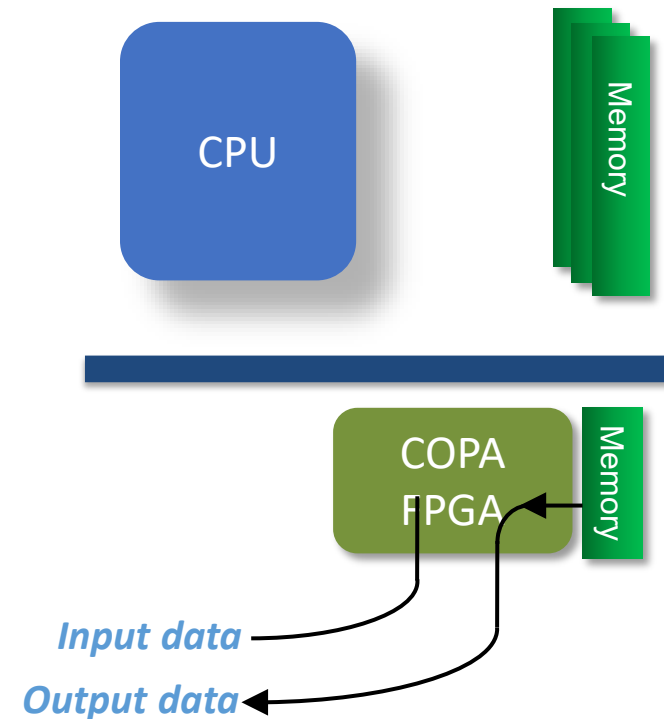 CPU
Memory
COPA
FPGA
Memory
Input data
Output data